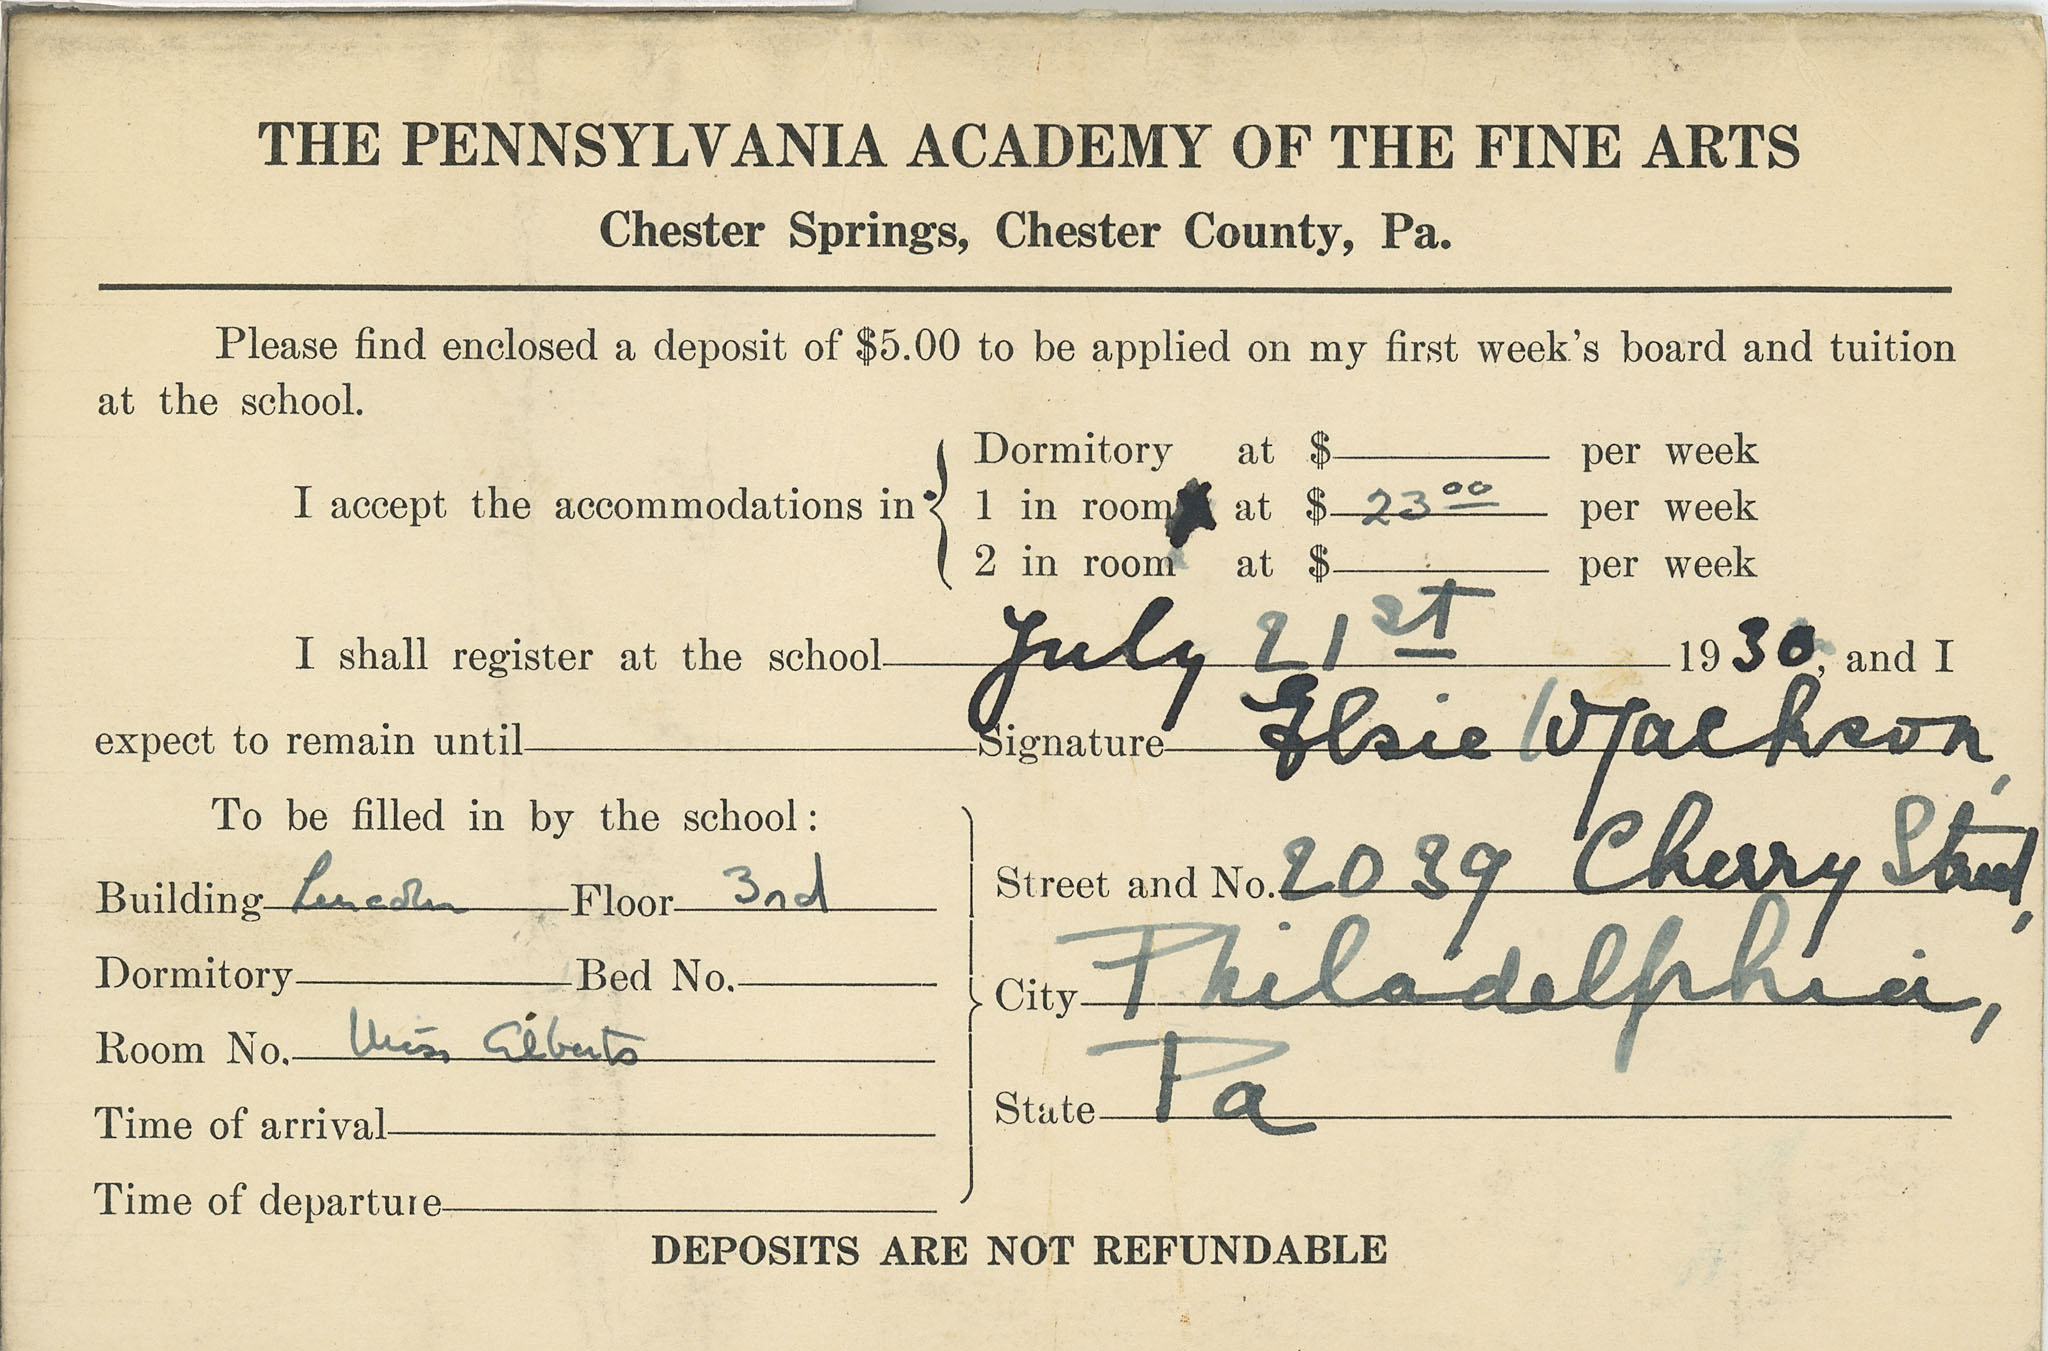 THE PENNSYLVANIA ACADEMY OF THE FINE ARTS
Chester Springs, Chester County, Pa.
Please find enclosed a deposit of $5.00 to be applied on my first week's board and tuition
at the school.
Dormitory at $ per week
I accept the accommodations in 1 in room at $ 23 00 per week
2 in room at $ per week
I shall register at the school July 21st 1930, and I
expect to remain until Signature Elsie W Jackson,
To be filled in by the school:
Building Lincoln Floor 3rd
Dormitory Bed No.
Room No. Miss Elberts
Time of arrival
Time of departure
Street and No. 2039 Cherry Street,
City Philadelphia,
State Pa
DEPOSITS ARE NOT REFUNDABLE